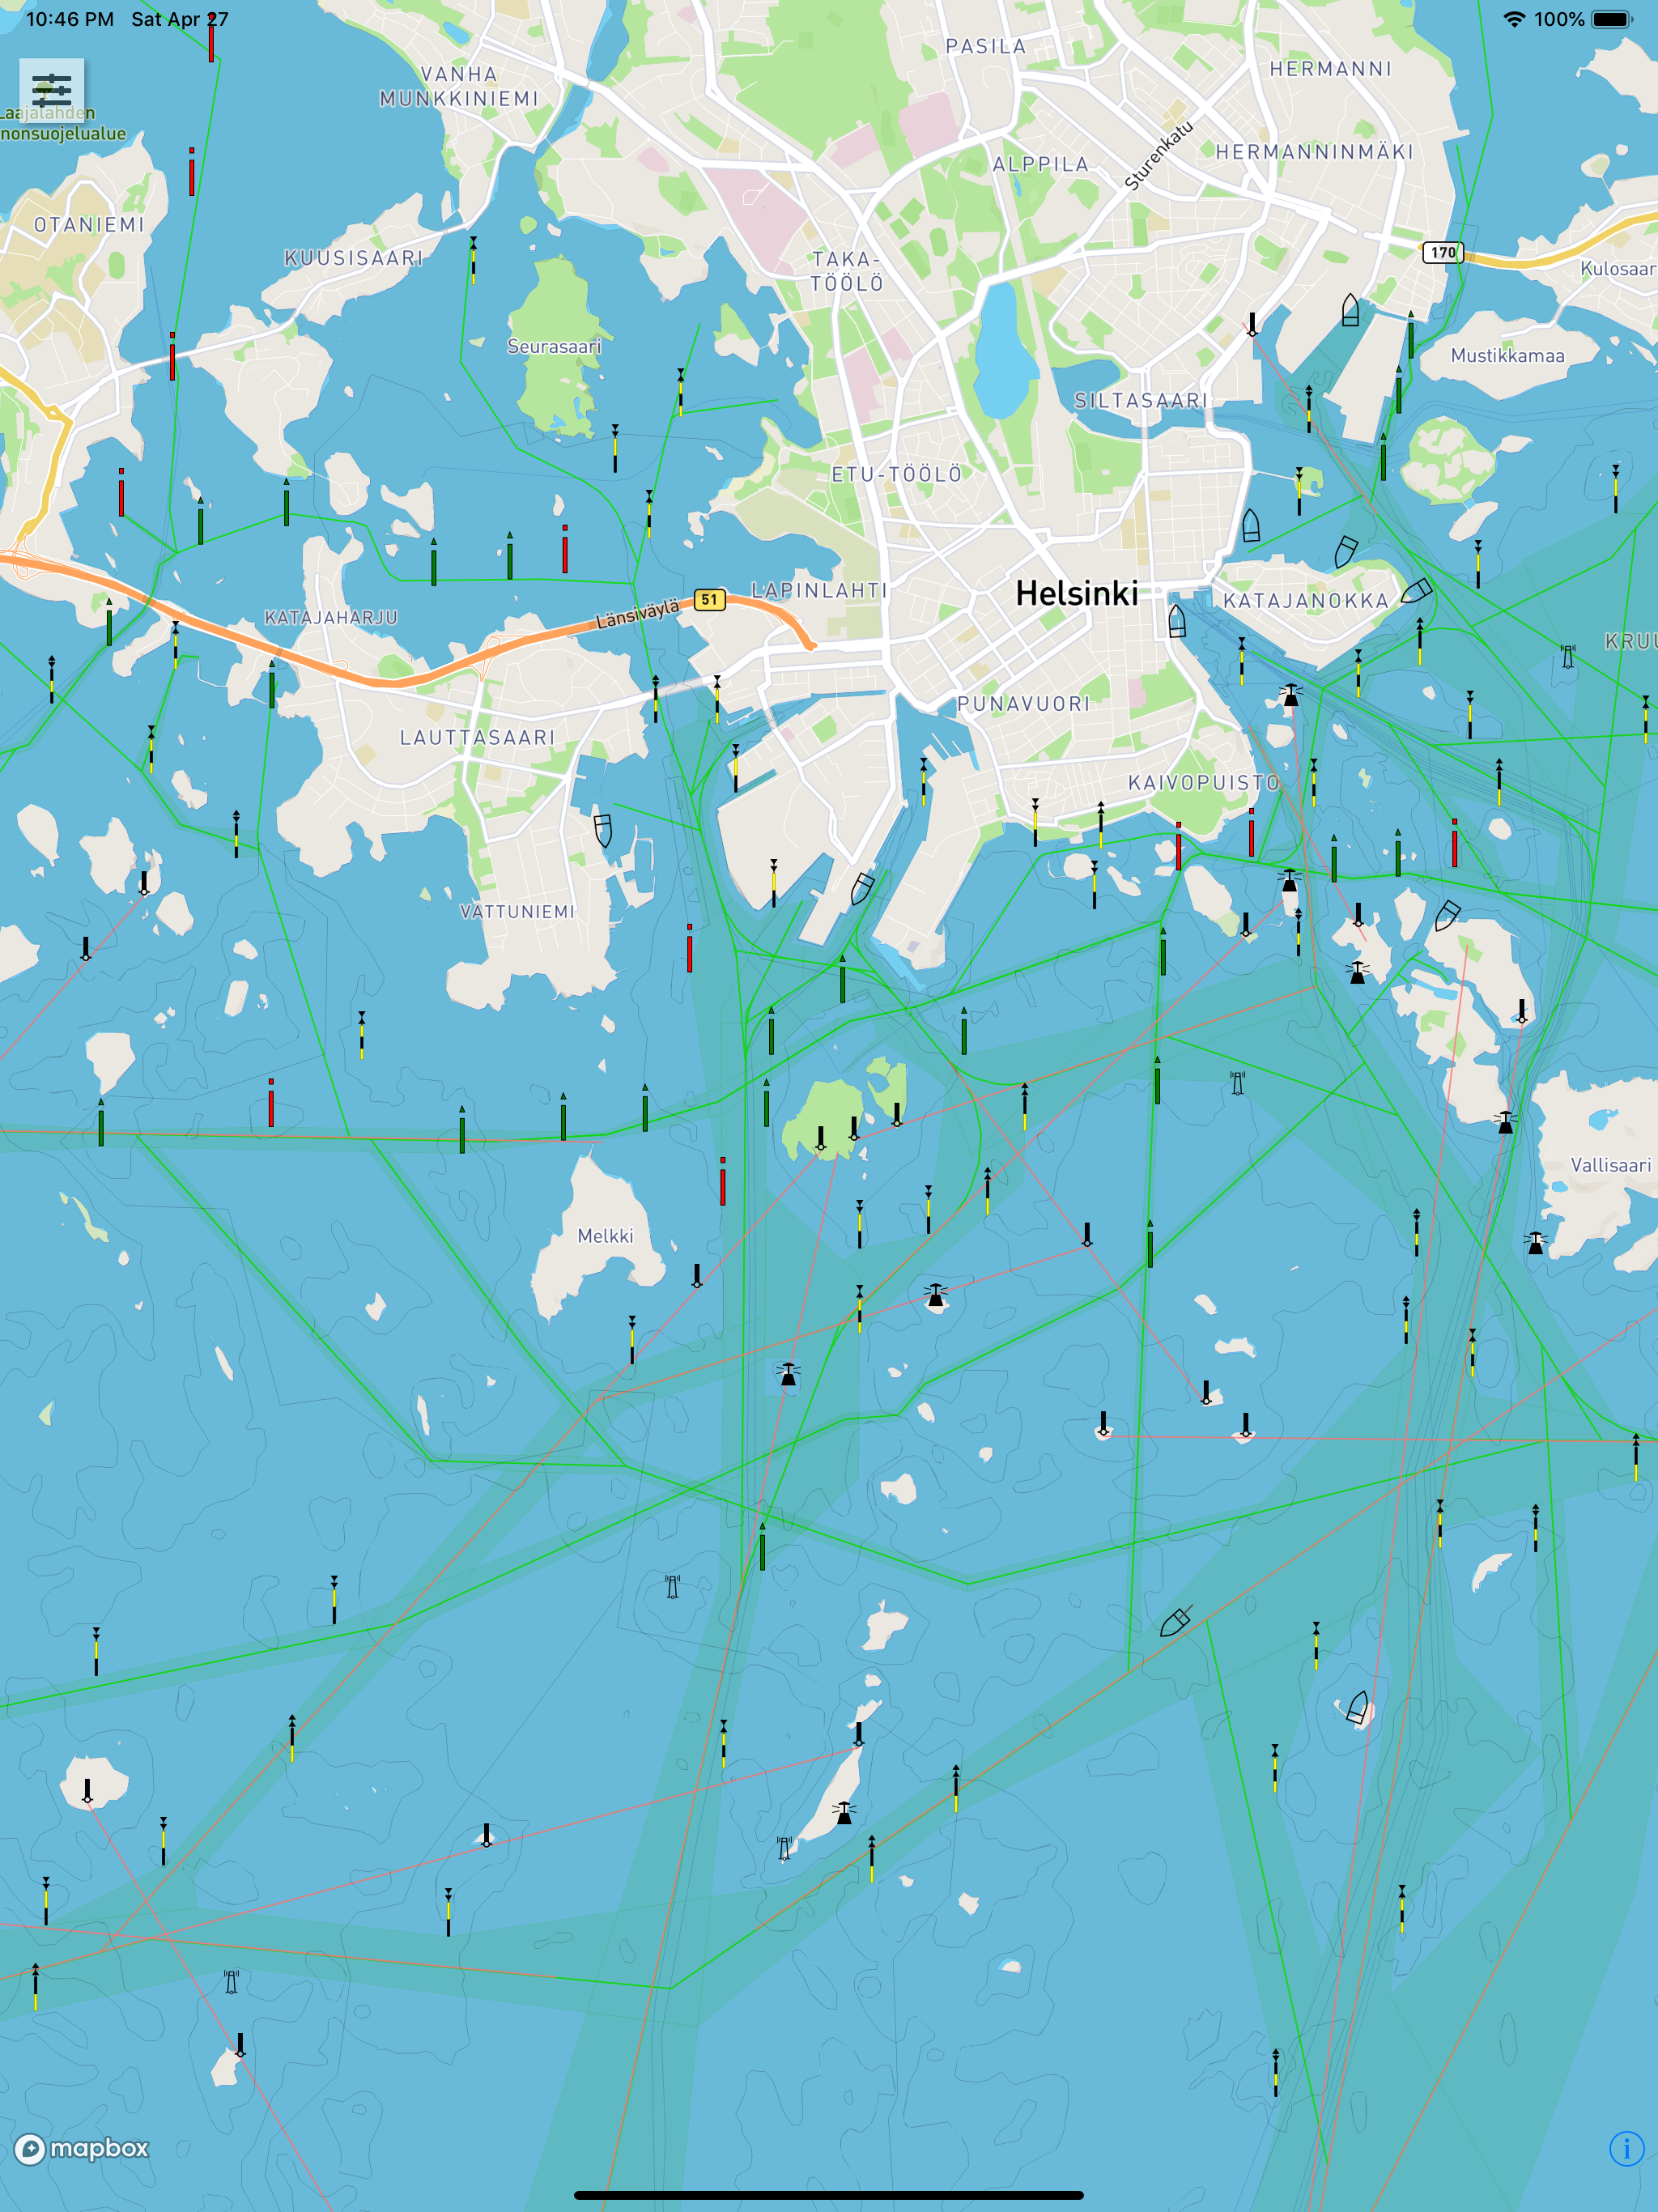 10:46 PM Sat Apr 27
100%
PASILA
HERMANNI
VANHA
MUNKKINIEMI
Laajalahden
nonsuojelualue
Sturenkatu
HERMANNINMÄKI
ALPPILA
OTANIEMI
KUUSISAARI
TAKA-
TÖÖLÖ
170
Kulosaar
Seurasaari
Mustikkamaa
SILTASAARI
ETU-TÖÖLÖ
LAPINLAHTI
Helsinki
KATAJANOKKA
51
Länsiväylä
KATAJAHARJU
KRUU
PUNAVUORI
LAUTTASAARI
KAIVOPUISTO
VATTUNIEMI
Vallisaari
Melkki
mapbox
i